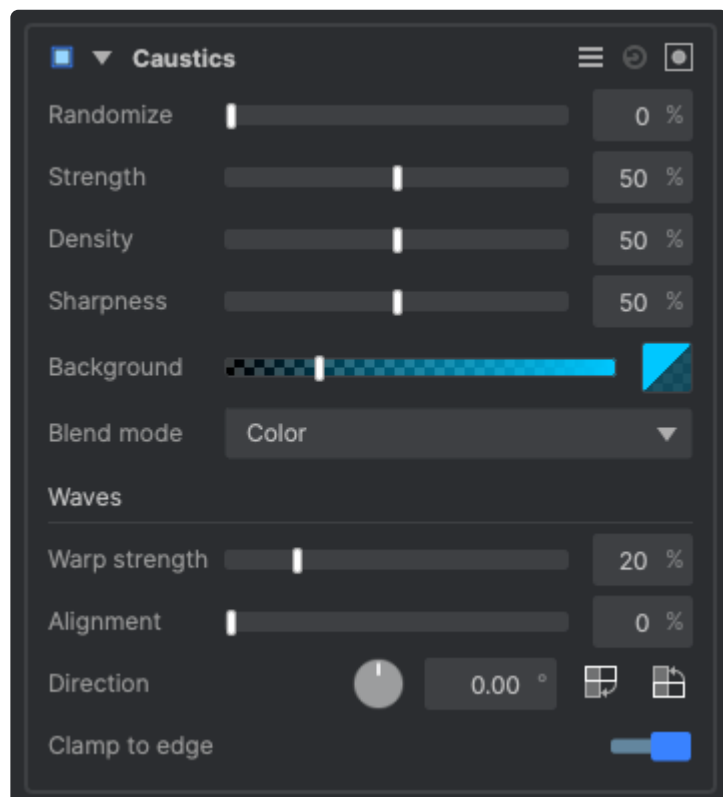 Caustics
Randomize 0 %
Strength 50 %
Density 50 %
Sharpness 50 %
Background
Blend mode Color
Waves
Warp strength 20 %
Alignment 0 %
Direction 0.00 °
Clamp to edge